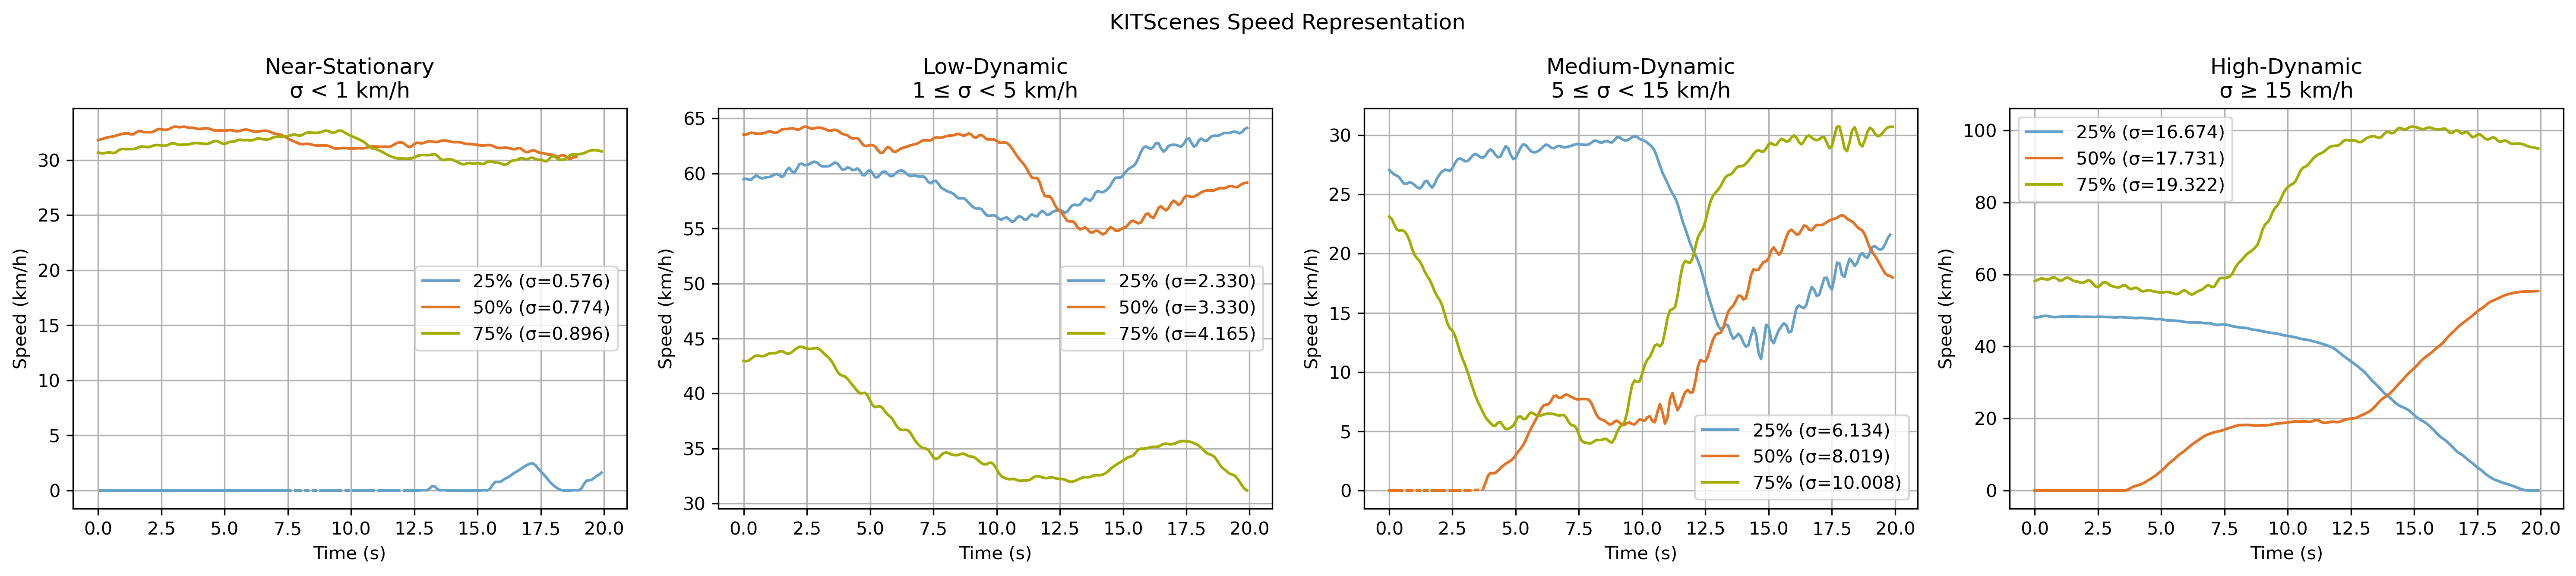 KITScenes Speed Representation
Near-Stationary
σ < 1 km/h
Speed (km/h)
30
25
20
15
10
5
0
25% (σ=0.576)
50% (σ=0.774)
75% (σ=0.896)
0.0 2.5 5.0 7.5 10.0 12.5 15.0 17.5 20.0
Time (s)
Low-Dynamic
1 ≤ σ < 5 km/h
Speed (km/h)
65
60
55
50
45
40
35
30
25% (σ=2.330)
50% (σ=3.330)
75% (σ=4.165)
0.0 2.5 5.0 7.5 10.0 12.5 15.0 17.5 20.0
Time (s)
Medium-Dynamic
5 ≤ σ < 15 km/h
Speed (km/h)
30
25
20
15
10
5
0
25% (σ=6.134)
50% (σ=8.019)
75% (σ=10.008)
0.0 2.5 5.0 7.5 10.0 12.5 15.0 17.5 20.0
Time (s)
High-Dynamic
σ ≥ 15 km/h
Speed (km/h)
100
80
60
40
20
0
25% (σ=16.674)
50% (σ=17.731)
75% (σ=19.322)
0.0 2.5 5.0 7.5 10.0 12.5 15.0 17.5 20.0
Time (s)